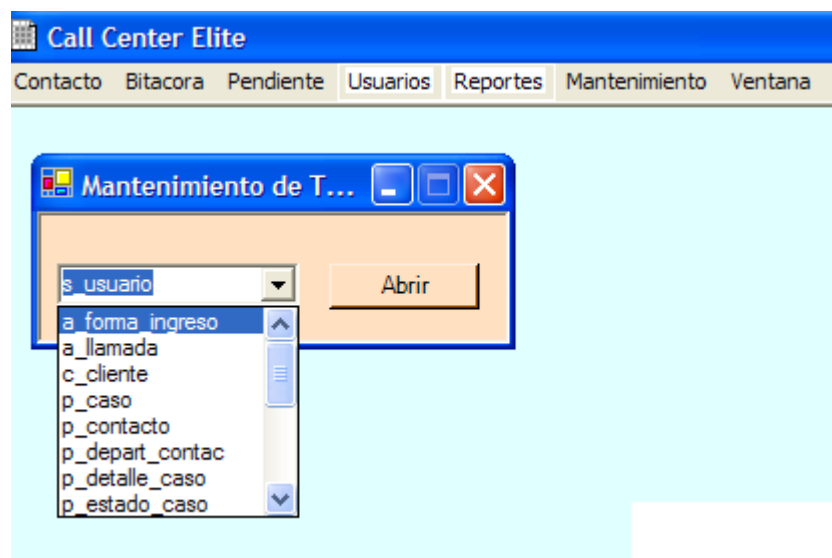 Call Center Elite
Contacto Bitacora Pendiente Usuarios Reportes Mantenimiento Ventana
Mantenimiento de T...
s_usuario Abrir
a_forma_ingreso
a_llamada
c_cliente
p_caso
p_contacto
p_depart_contac
p_detalle_caso
p_estado_caso